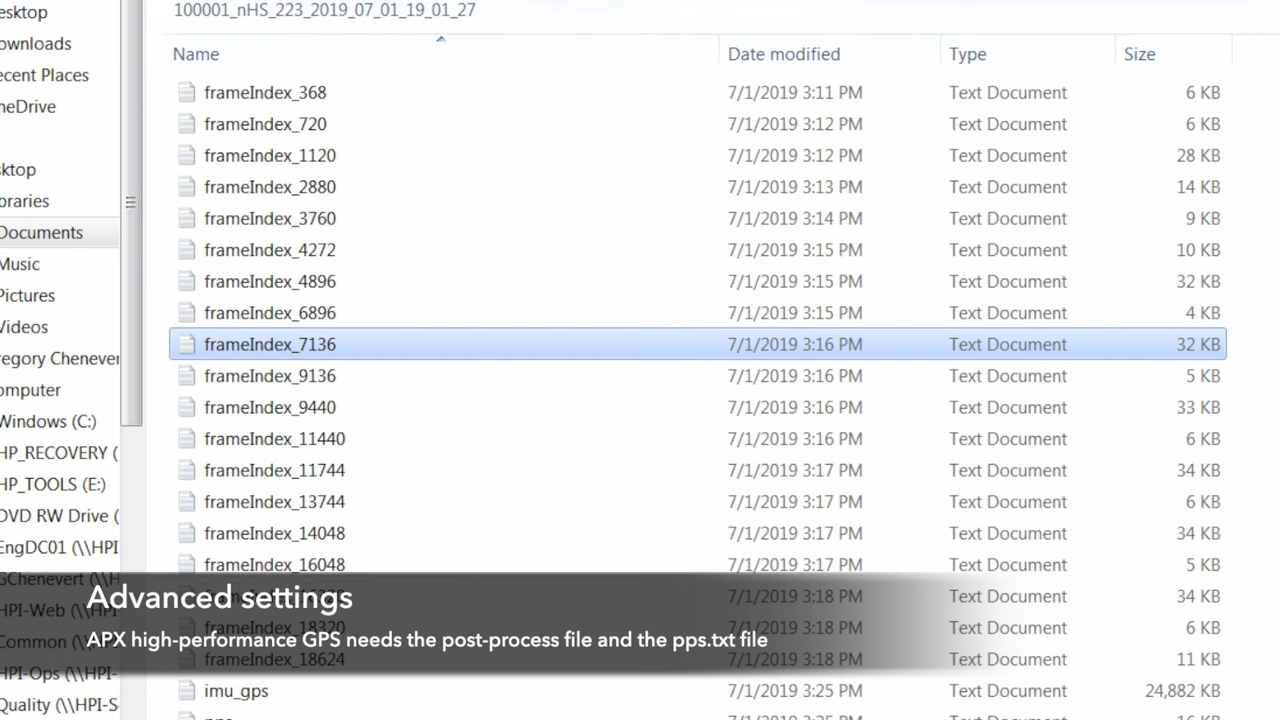 100001_nHS_223_2019_07_01_19_01_27
Name Date modified Type Size
frameIndex_368 7/1/2019 3:11 PM Text Document 6 KB
frameIndex_720 7/1/2019 3:12 PM Text Document 6 KB
frameIndex_1120 7/1/2019 3:12 PM Text Document 28 KB
frameIndex_2880 7/1/2019 3:13 PM Text Document 14 KB
frameIndex_3760 7/1/2019 3:14 PM Text Document 9 KB
frameIndex_4272 7/1/2019 3:15 PM Text Document 10 KB
frameIndex_4896 7/1/2019 3:15 PM Text Document 32 KB
frameIndex_6896 7/1/2019 3:15 PM Text Document 4 KB
frameIndex_7136 7/1/2019 3:16 PM Text Document 32 KB
frameIndex_9136 7/1/2019 3:16 PM Text Document 5 KB
frameIndex_9440 7/1/2019 3:16 PM Text Document 33 KB
frameIndex_11440 7/1/2019 3:16 PM Text Document 6 KB
frameIndex_11744 7/1/2019 3:17 PM Text Document 34 KB
frameIndex_13744 7/1/2019 3:17 PM Text Document 6 KB
frameIndex_14048 7/1/2019 3:17 PM Text Document 34 KB
frameIndex_16048 7/1/2019 3:17 PM Text Document 5 KB
7/1/2019 3:18 PM Text Document 34 KB
frameIndex_18320 7/1/2019 3:18 PM Text Document 6 KB
frameIndex_18624 7/1/2019 3:18 PM Text Document 11 KB
imu_gps 7/1/2019 3:25 PM Text Document 24,882 KB
esktop
ownloads
ecent Places
neDrive
sktop
braries
Documents
Music
Pictures
Videos
regory Chenever
omputer
Windows (C:)
HP_RECOVERY (
HP_TOOLS (E:)
DVD RW Drive (
EngDC01 (\\HPI
GChenevert (\\H
HPI-Web (\\HPI
Common (\\HPI
HPI-Ops (\\HPI-
Quality (\\HPI-S
Advanced settings
APX high-performance GPS needs the post-process file and the pps.txt file